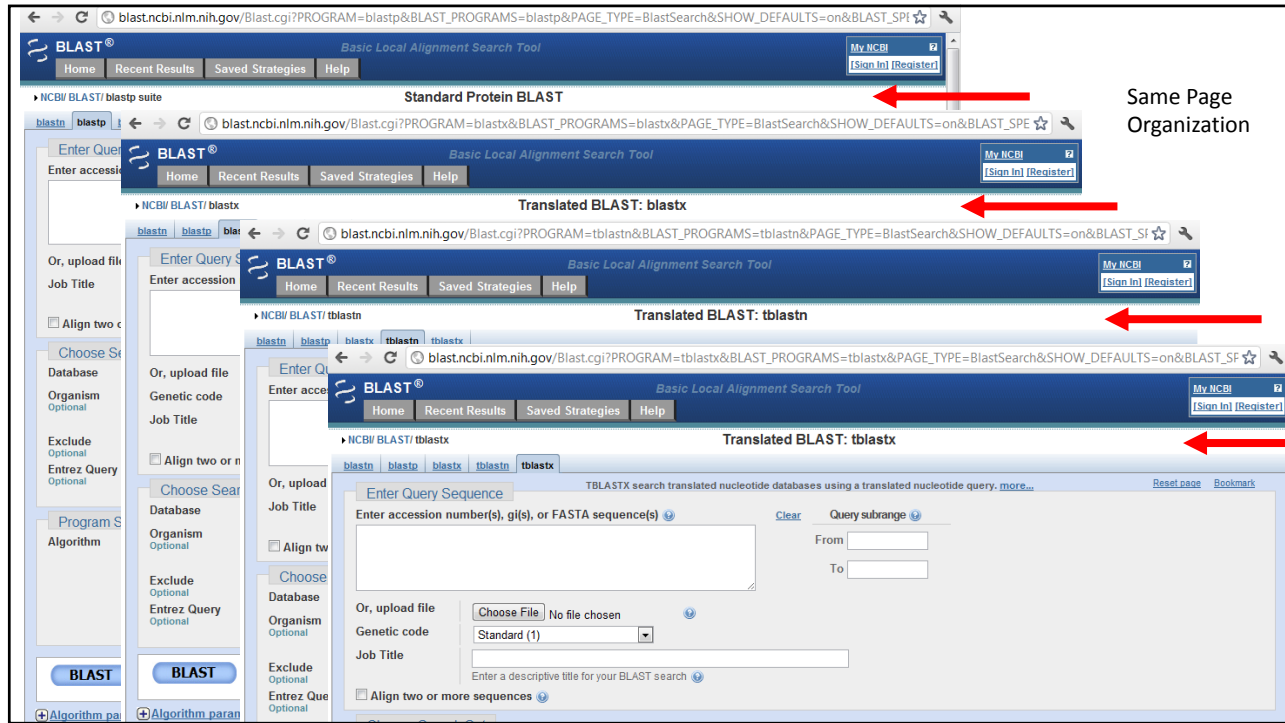 blast.ncbi.nlm.nih.gov/Blast.cgi?PROGRAM=blastp&BLAST_PROGRAMS=blastp&PAGE_TYPE=BlastSearch&SHOW_DEFAULTS=on&BLAST_SPE
BLAST® Basic Local Alignment Search Tool My NCBI ?
Home Recent Results Saved Strategies Help [Sign In] [Register]
NCBI/ BLAST/ blastp suite Standard Protein BLAST
Same Page
Organization
blastn blastp
Enter Quer
Enter accessi
Or, upload file
Job Title
Align two o
Choose Se
Database
Organism
Optional
Exclude
Optional
Entrez Query
Optional
Program S
Algorithm
BLAST
Algorithm par
blast.ncbi.nlm.nih.gov/Blast.cgi?PROGRAM=blastx&BLAST_PROGRAMS=blastx&PAGE_TYPE=BlastSearch&SHOW_DEFAULTS=on&BLAST_SPE
BLAST® Basic Local Alignment Search Tool My NCBI ?
Home Recent Results Saved Strategies Help [Sign In] [Register]
NCBI/ BLAST/ blastx Translated BLAST: blastx
blastn blastp blas
Enter Query S
Enter accession
Or, upload file
Genetic code
Job Title
Align two or m
Choose Sear
Database
Organism
Optional
Exclude
Optional
Entrez Query
Optional
BLAST
Algorithm param
blast.ncbi.nlm.nih.gov/Blast.cgi?PROGRAM=tblastn&BLAST_PROGRAMS=tblastn&PAGE_TYPE=BlastSearch&SHOW_DEFAULTS=on&BLAST_SF
BLAST® Basic Local Alignment Search Tool My NCBI ?
Home Recent Results Saved Strategies Help [Sign In] [Register]
NCBI/ BLAST/ tblastn Translated BLAST: tblastn
blastn blastp blastx tblastn tblastx
Enter Qu
Enter acces
Or, upload
Job Title
Align tw
Choose
Database
Organism
Optional
Exclude
Optional
Entrez Que
Optional
blast.ncbi.nlm.nih.gov/Blast.cgi?PROGRAM=tblastx&BLAST_PROGRAMS=tblastx&PAGE_TYPE=BlastSearch&SHOW_DEFAULTS=on&BLAST_SF
BLAST® Basic Local Alignment Search Tool My NCBI ?
Home Recent Results Saved Strategies Help [Sign In] [Register]
NCBI/ BLAST/ tblastx Translated BLAST: tblastx
blastn blastp blastx tblastn tblastx
Enter Query Sequence TBLASTX search translated nucleotide databases using a translated nucleotide query. more... Reset page Bookmark
Enter accession number(s), gi(s), or FASTA sequence(s) Clear Query subrange
From
To
Or, upload file Choose File No file chosen
Genetic code Standard (1)
Job Title
Enter a descriptive title for your BLAST search
Align two or more sequences